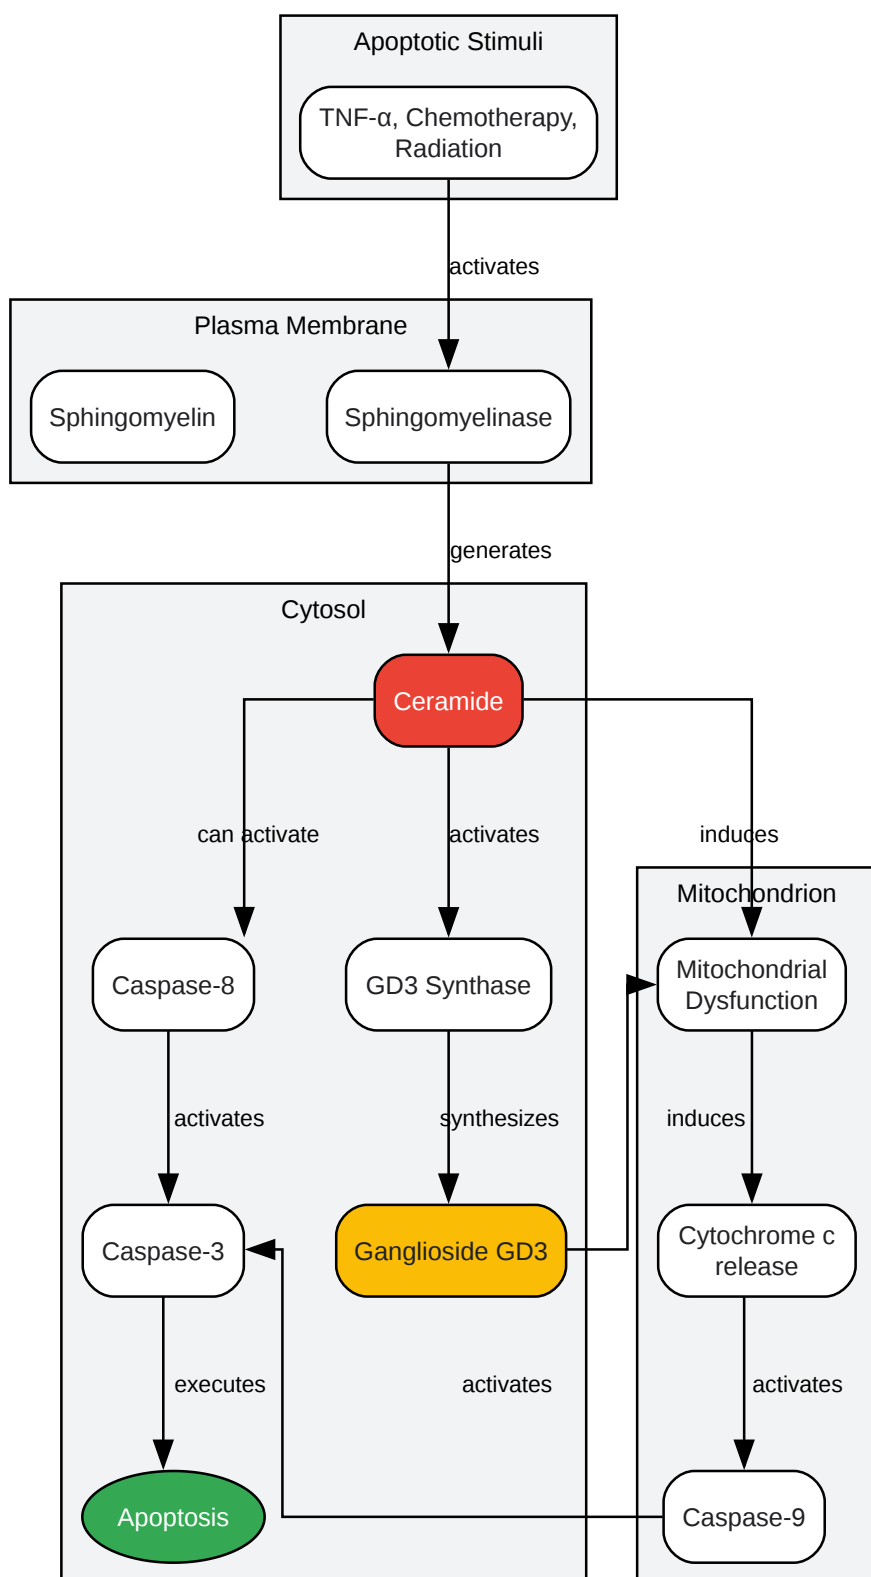 Apoptotic Stimuli
TNF-α, Chemotherapy,
Radiation
activates
Plasma Membrane
Sphingomyelin
Sphingomyelinase
generates
Cytosol
Ceramide
can activate
activates
induces
Mitochondrion
Caspase-8
GD3 Synthase
Mitochondrial
Dysfunction
activates
synthesizes
induces
Caspase-3
Ganglioside GD3
Cytochrome c
release
executes
activates
activates
Apoptosis
Caspase-9